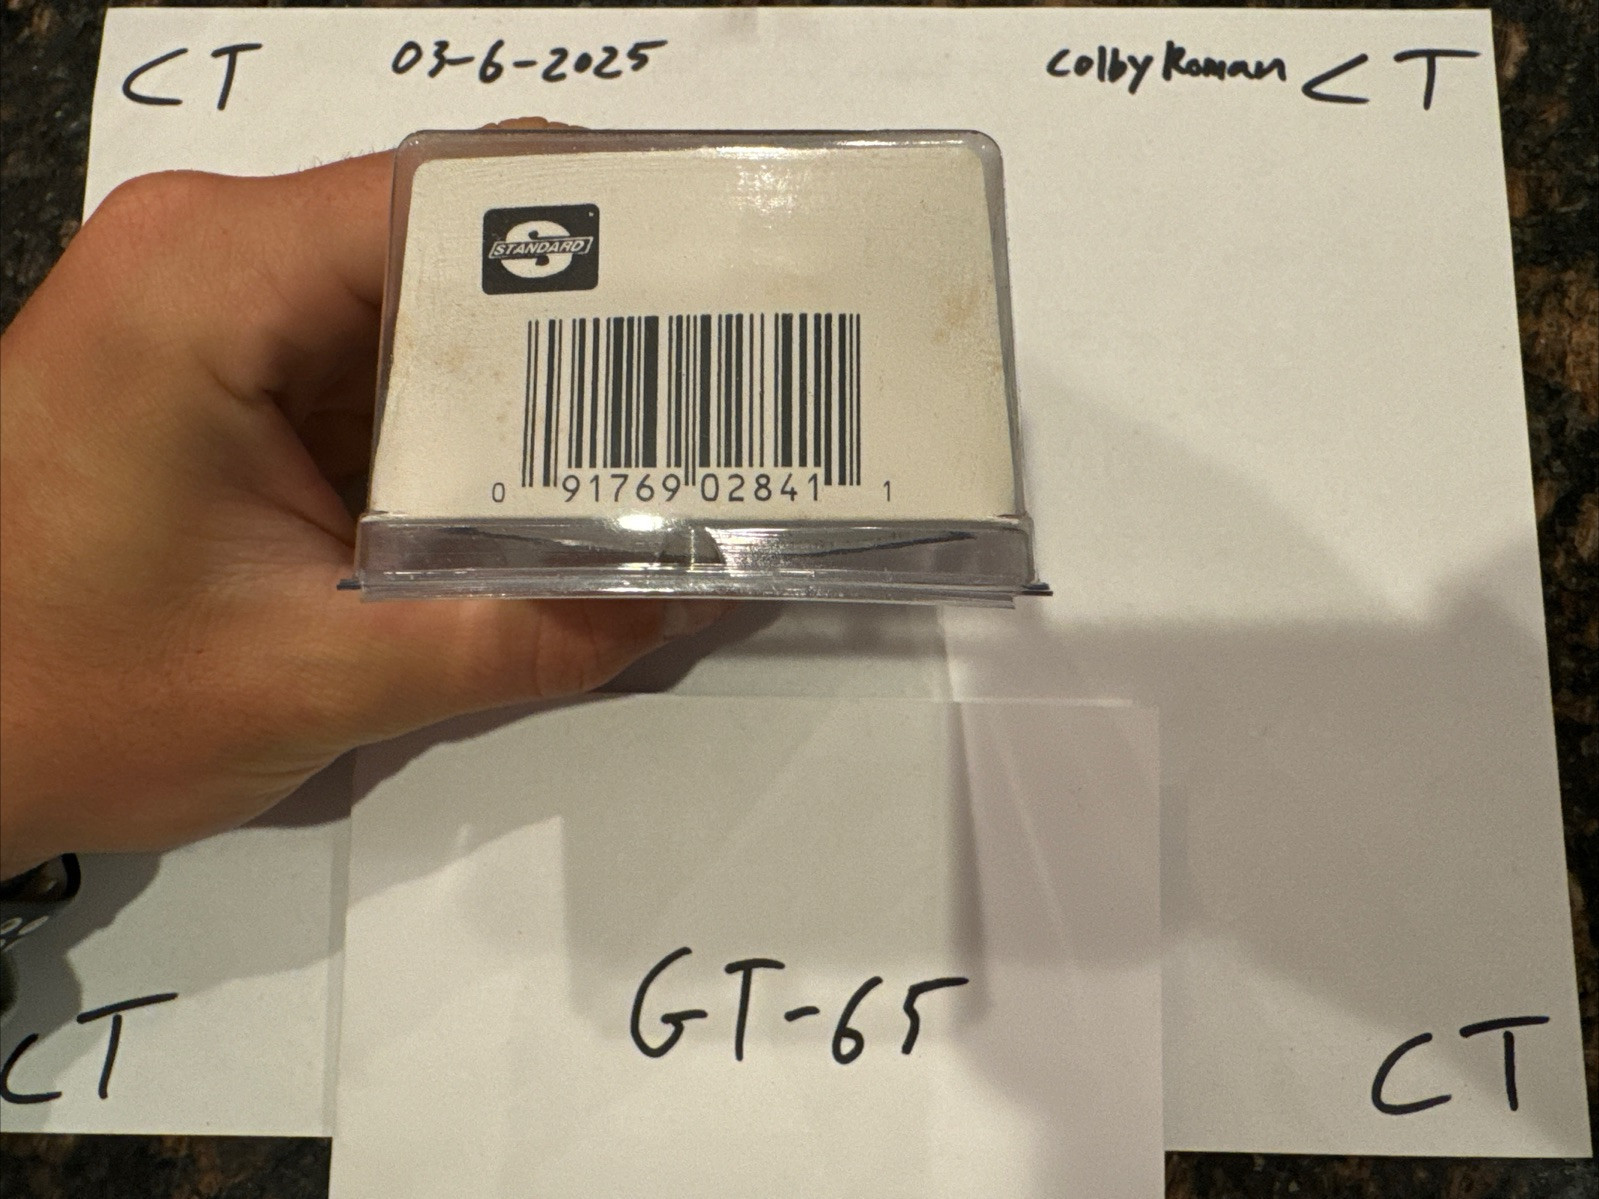 CT 03-6-2025 Colby Roman CT
STANDARD
0 91769 02841 1
GT-65
CT CT